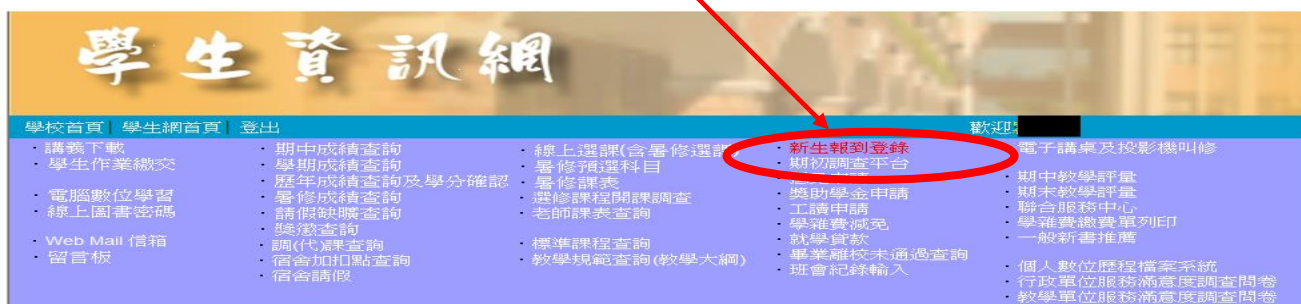 學生資訊網
學校首頁│學生網首頁│登出
歡迎
・講義下載
・學生作業繳交
・電腦數位學習
・線上圖書密碼
・Web Mail 信箱
・留言板
・期中成績查詢
・學期成績查詢
・歷年成績查詢及學分確認
・暑修成績查詢
・請假缺曠查詢
・獎懲查詢
・調(代)課查詢
・宿舍加扣點查詢
・宿舍請假
・線上選課(含暑修選課)
・暑修預選科目
・暑修課表
・選修課程開課調查
・老師課表查詢
・標準課程查詢
・教學規範查詢(教學大綱)
・新生報到登錄
・期初調查平台
・獎助學金申請
・工讀申請
・學雜費減免
・就學貸款
・畢業離校未通過查詢
・班會紀錄輸入
電子講桌及投影機叫修
・期中教學評量
・期末教學評量
・聯合服務中心
・學雜費繳費單列印
・一般新書推薦
・個人數位歷程檔案系統
・行政單位服務滿意度調查問卷
・教學單位服務滿意度調查問卷